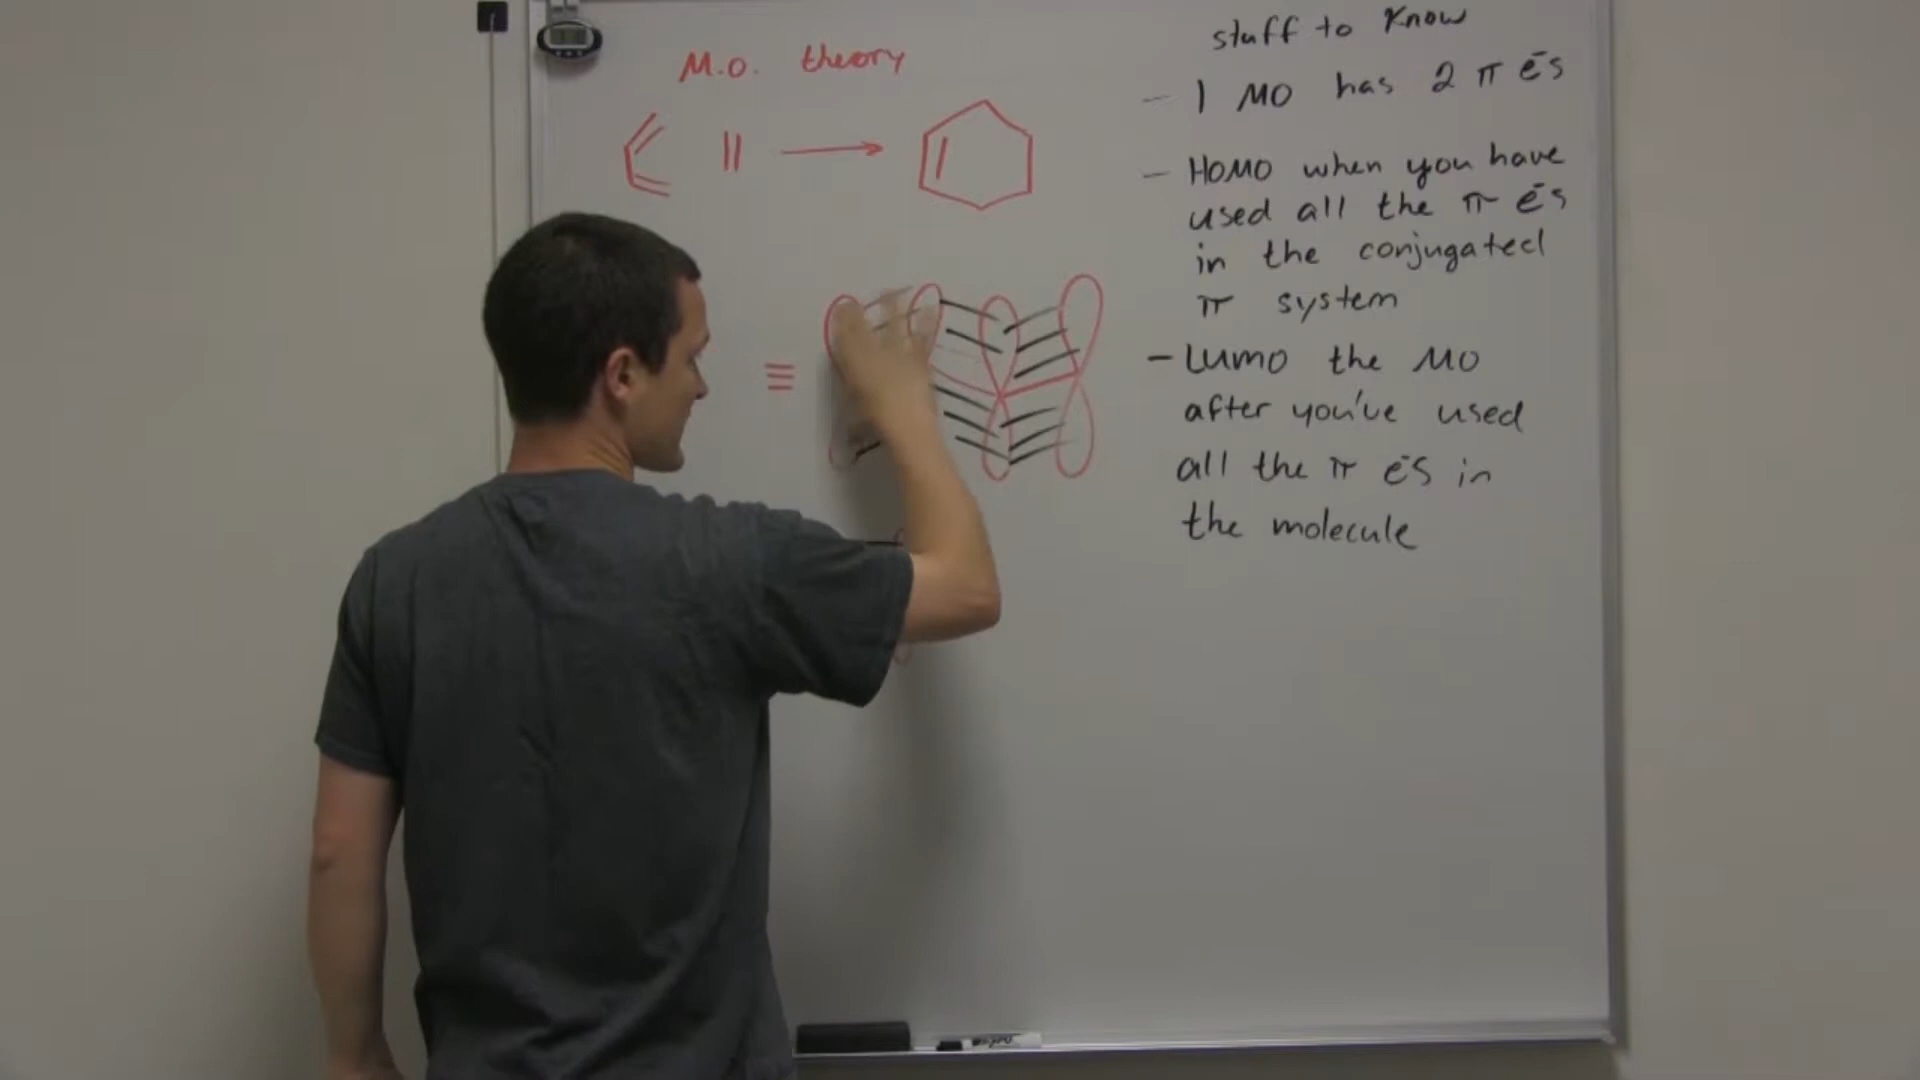 M.O. theory
stuff to know
- 1 MO has 2 π e⁻s
- HOMO when you have
used all the π e⁻s
in the conjugated
π system
- LUMO the MO
after you've used
all the π e⁻s in
the molecule
≡